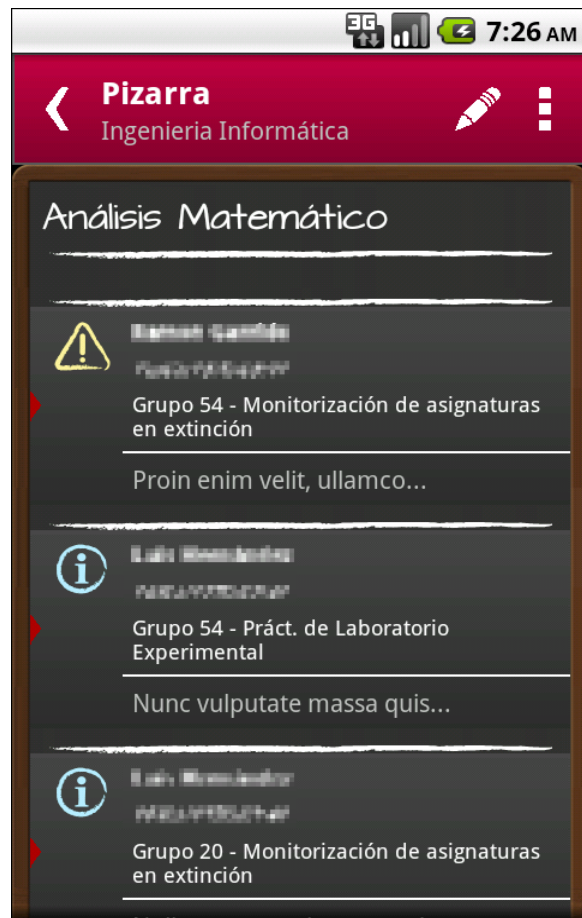 3G
7:26 AM
Pizarra
Ingenieria Informática
Análisis Matemático
Grupo 54 - Monitorización de asignaturas
en extinción
Proin enim velit, ullamco...
Grupo 54 - Práct. de Laboratorio
Experimental
Nunc vulputate massa quis...
Grupo 20 - Monitorización de asignaturas
en extinción